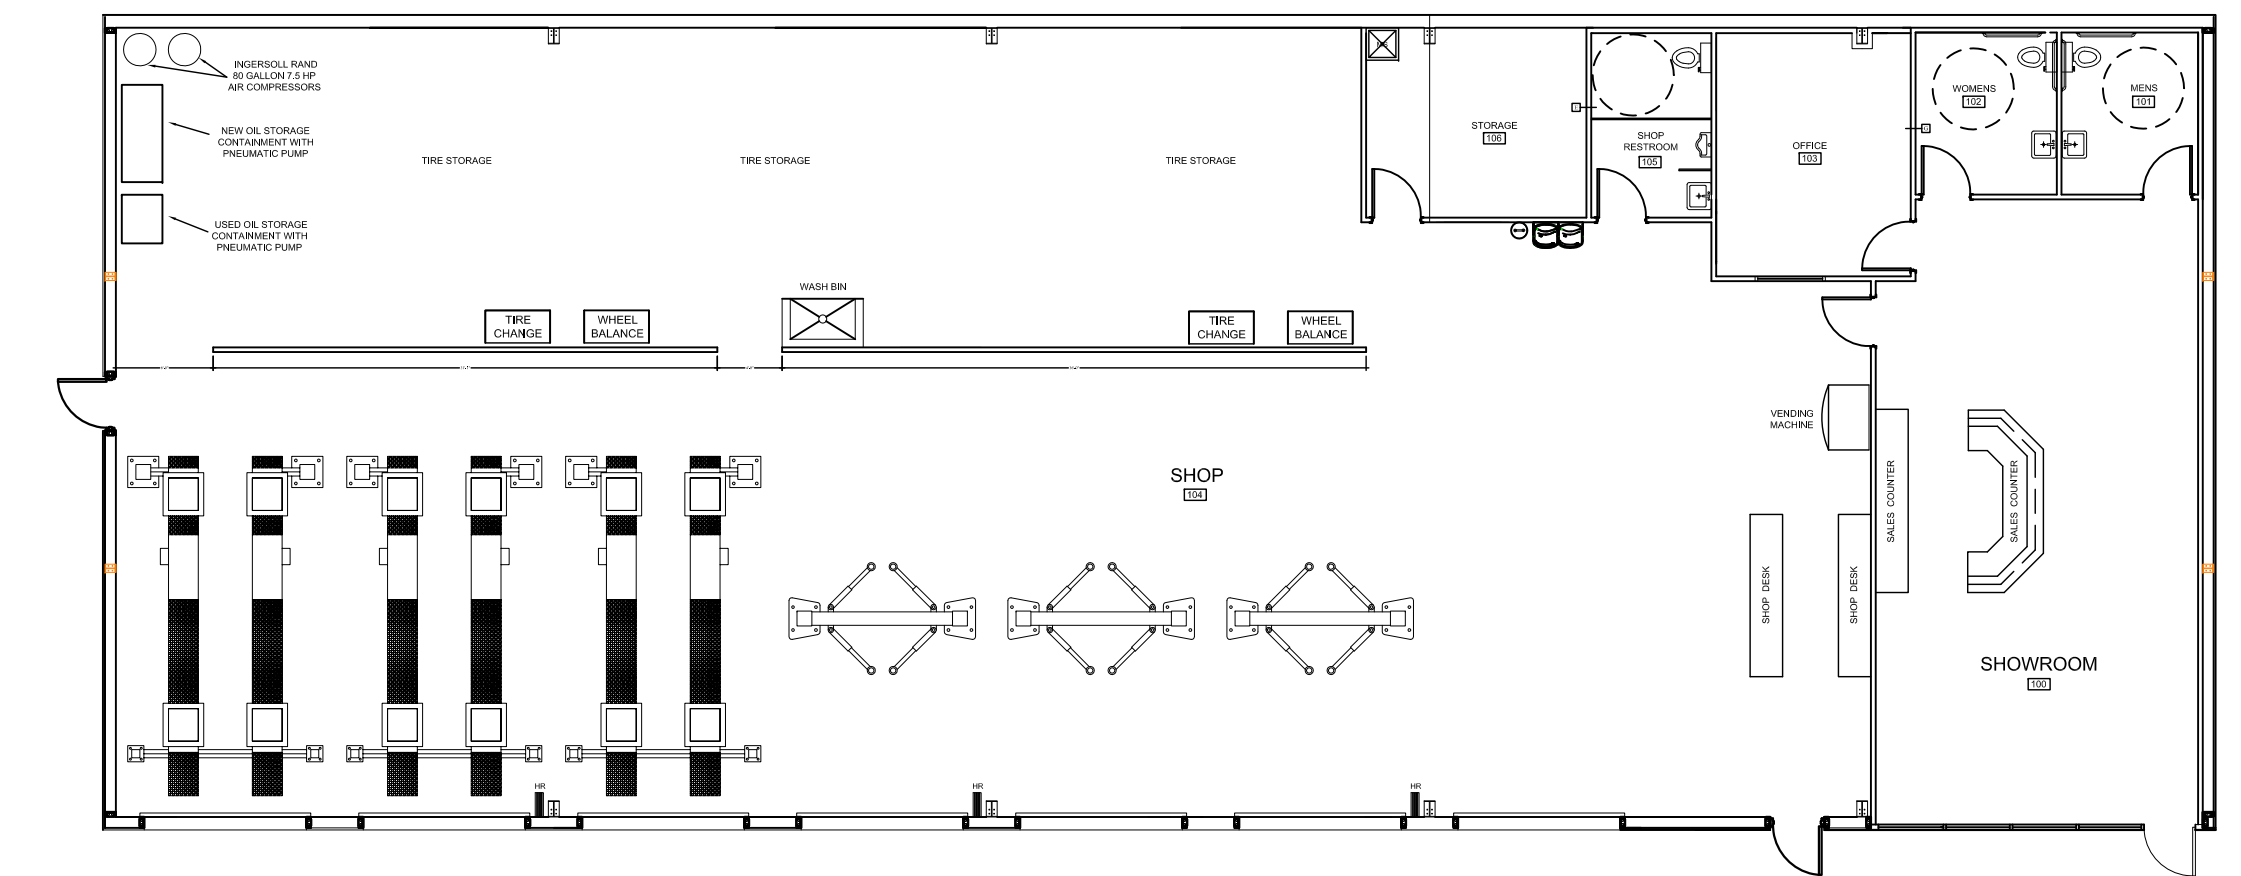 INGERSOLL RAND
80 GALLON 7.5 HP
AIR COMPRESSORS
NEW OIL STORAGE
CONTAINMENT WITH
PNEUMATIC PUMP
USED OIL STORAGE
CONTAINMENT WITH
PNEUMATIC PUMP
TIRE STORAGE
TIRE STORAGE
TIRE STORAGE
STORAGE
106
SHOP
RESTROOM
105
OFFICE
103
WOMENS
102
MENS
101
TIRE
CHANGE
WHEEL
BALANCE
WASH BIN
TIRE
CHANGE
WHEEL
BALANCE
VENDING
MACHINE
SHOP
104
SALES COUNTER
SALES COUNTER
SHOP DESK
SHOP DESK
SHOWROOM
100
HR
HR
HR